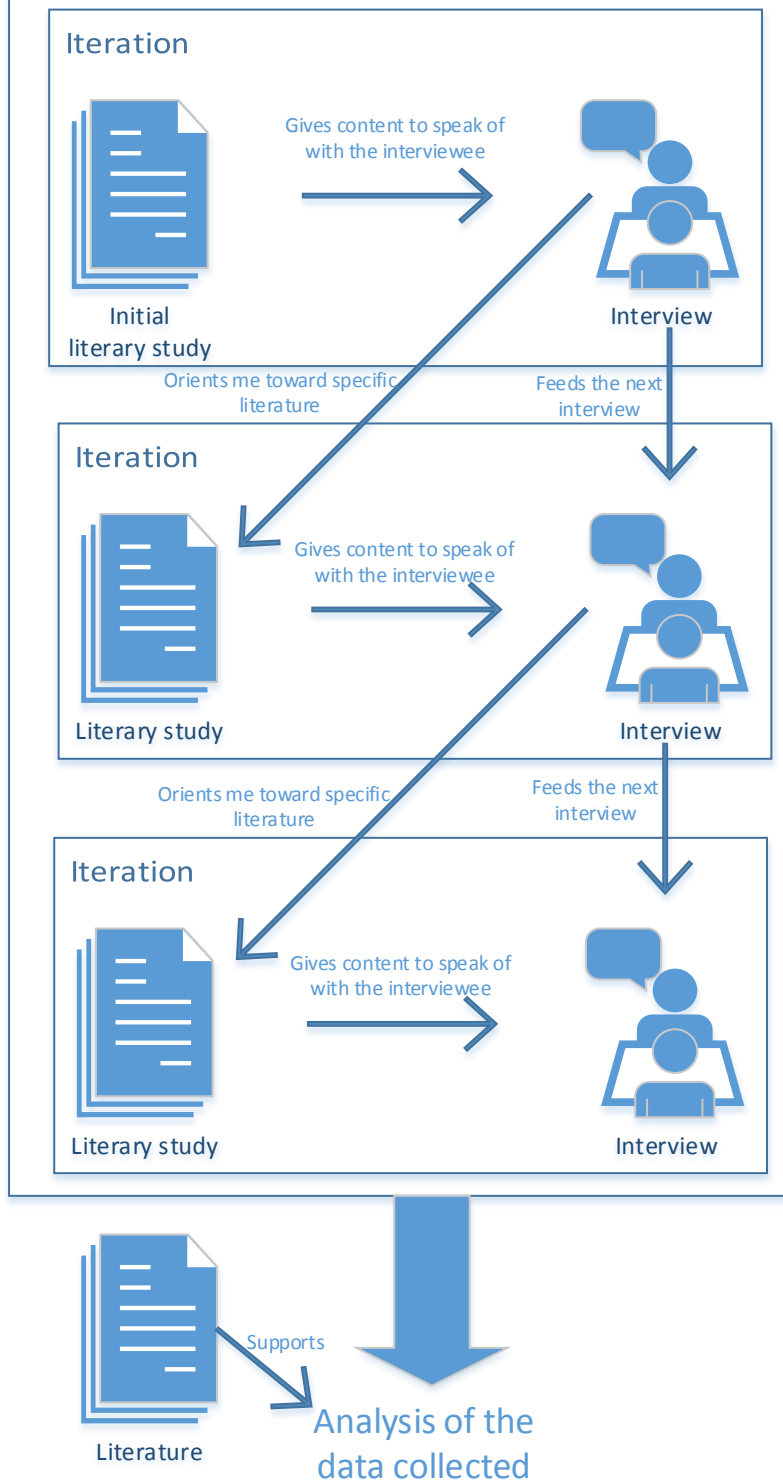 Iteration
Gives content to speak of
with the interviewee
Initial
literary study
Interview
Orients me toward specific
literature
Feeds the next
interview
Iteration
Gives content to speak of
with the interviewee
Literary study
Interview
Orients me toward specific
literature
Feeds the next
interview
Iteration
Gives content to speak of
with the interviewee
Literary study
Interview
Supports
Literature
Analysis of the
data collected